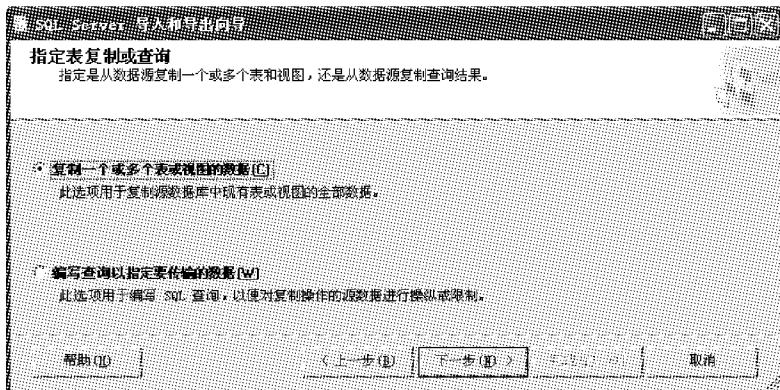 SQL Server 导入和导出向导
指定表复制或查询
指定是从数据源复制一个或多个表和视图，还是从数据源复制查询结果。
复制一个或多个表或视图的数据(C)
此选项用于复制源数据库中现有表或视图的全部数据。
编写查询以指定要传输的数据(W)
此选项用于编写 SQL 查询，以便对复制操作的源数据进行操纵或限制。
帮助(H)
< 上一步(B)
下一步(N) >
取消